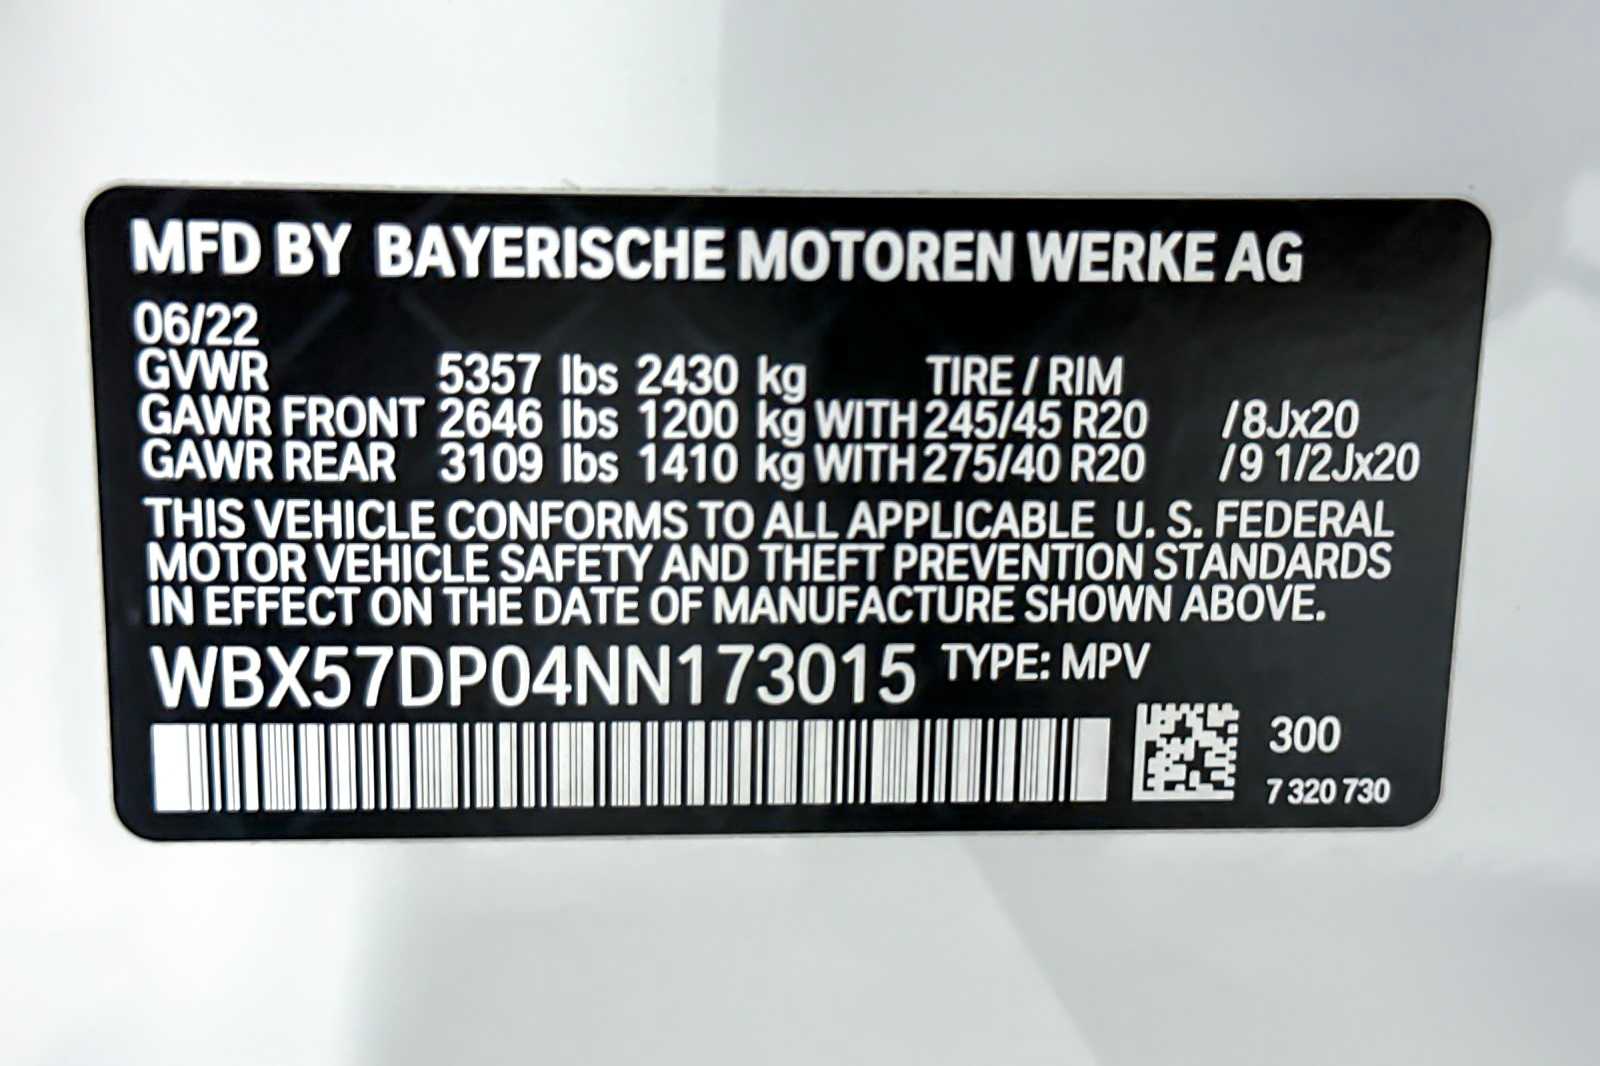 MFD BY BAYERISCHE MOTOREN WERKE AG
06/22
GVWR 5357 lbs 2430 kg TIRE / RIM
GAWR FRONT 2646 lbs 1200 kg WITH 245/45 R20 /8Jx20
GAWR REAR 3109 lbs 1410 kg WITH 275/40 R20 /9 1/2Jx20
THIS VEHICLE CONFORMS TO ALL APPLICABLE U. S. FEDERAL
MOTOR VEHICLE SAFETY AND THEFT PREVENTION STANDARDS
IN EFFECT ON THE DATE OF MANUFACTURE SHOWN ABOVE.
WBX57DP04NN173015 TYPE: MPV
300
7 320 730